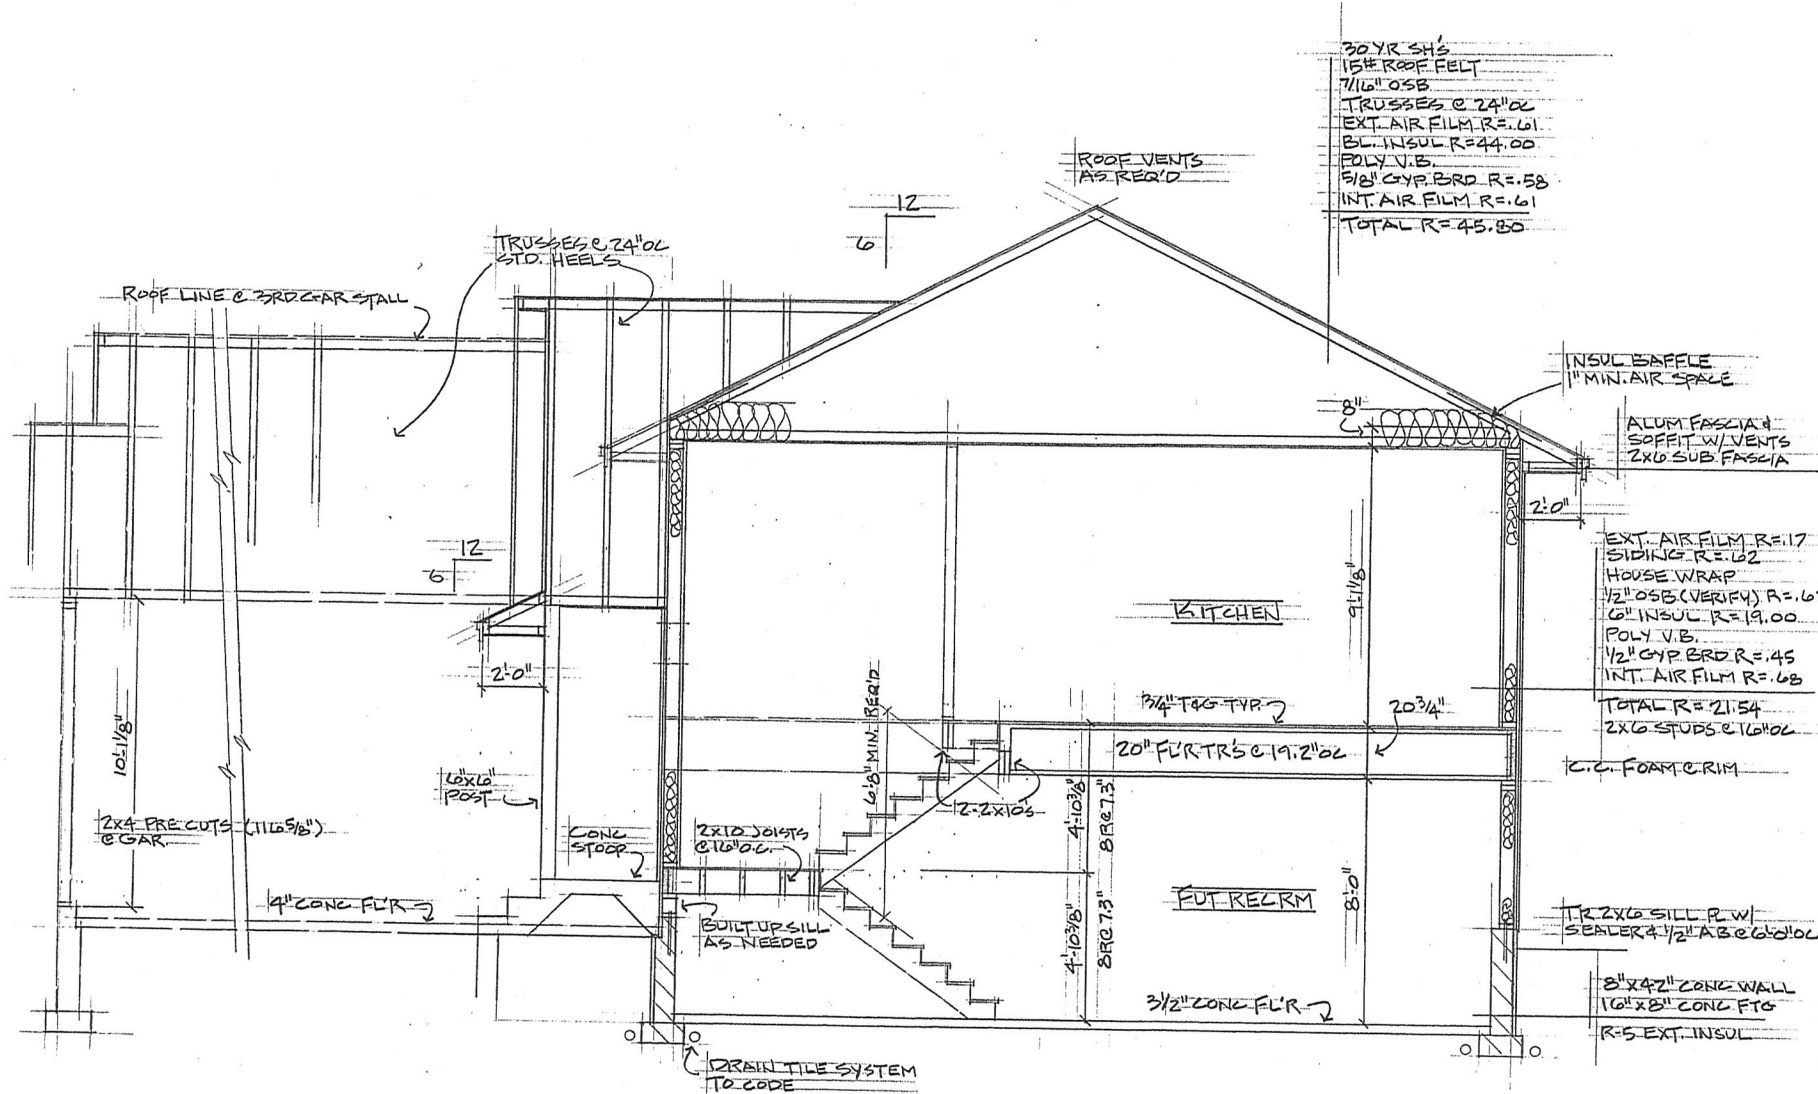 30 YR SH'S
15# ROOF FELT
7/16" OSB
TRUSSES @ 24"OC
EXT. AIR FILM R=.61
BL. INSUL R=44.00
POLY V.B.
5/8" GYP. BRD R=.58
INT. AIR FILM R=.61
TOTAL R=45.80
ROOF VENTS
AS REQ'D
12
6
TRUSSES @ 24"OC
STD. HEELS
ROOF LINE @ 3RD GAR STALL
INSUL BAFFLE
1" MIN. AIR SPACE
8"
ALUM FASCIA &
SOFFIT W/ VENTS
2x6 SUB FASCIA
2'-0"
12
6
EXT. AIR FILM R=.17
SIDING R=.62
HOUSE WRAP
1/2" OSB (VERIFY) R=.6
6" INSUL R=19.00
POLY V.B.
1/2" GYP BRD R=.45
INT. AIR FILM R=.68
TOTAL R=21.54
2x6 STUDS @ 16"OC
9'-1 1/8"
KITCHEN
2'-0"
10'-1 1/8"
6'-8" MIN. REQ'D
3/4" T&G TYP.
20 3/4"
20" FL'R TR'S @ 19.2"OC
C.C. FOAM @ RIM
6"x6"
POST
2-2x10's
4'-10 3/8"
8R@7.3"
2x4 PRE CUTS (116 5/8")
@ GAR.
CONC
STOOP
2x10 JOISTS
@ 16"O.C.
4" CONC FL'R
FUT REC RM
8'-0"
BUILT UP SILL
AS NEEDED
4'-10 3/8"
8R@7.3"
TR 2x6 SILL PL W/
SEALER & 1/2" AB @ 6'-0"OC
8"x42" CONC WALL
16"x8" CONC FTG
R-5 EXT. INSUL
3 1/2" CONC FL'R
DRAIN TILE SYSTEM
TO CODE